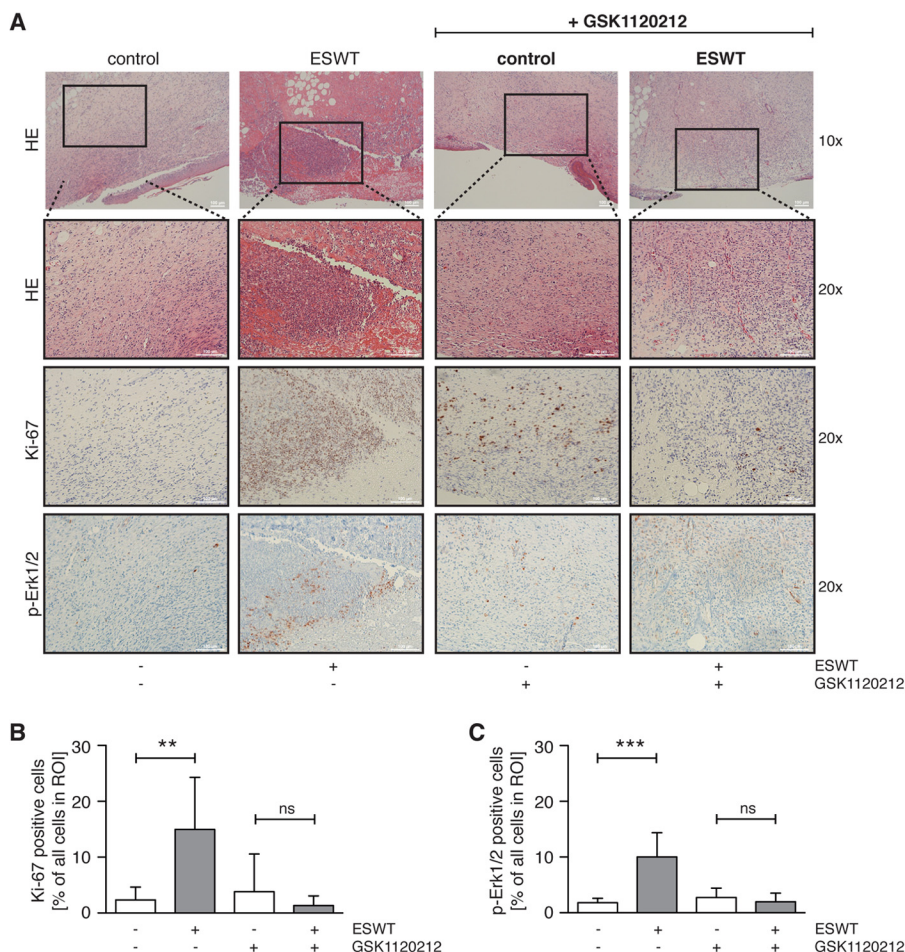 A
+ GSK1120212
control ESWT control ESWT
HE 10x
HE 20x
Ki-67 20x
p-Erk1/2 20x
- + - + ESWT
- - + + GSK1120212
B
Ki-67 positive cells
[% of all cells in ROI]
30
20
10
0
**
ns
- + - + ESWT
- - + + GSK1120212
C
p-Erk1/2 positive cells
[% of all cells in ROI]
30
20
10
0
***
ns
- + - + ESWT
- - + + GSK1120212